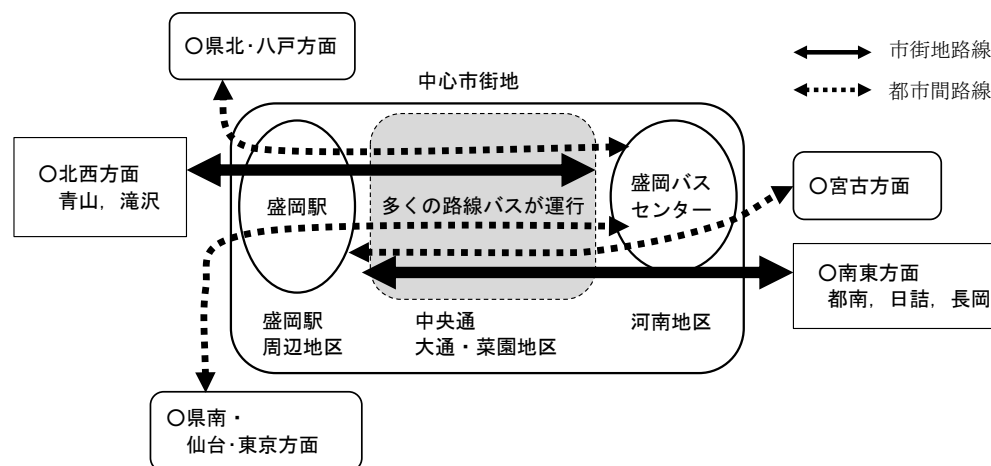 ○県北・八戸方面
市街地路線
都市間路線
中心市街地
○北西方面
青山，滝沢
盛岡駅
多くの路線バスが運行
盛岡バス
センター
○宮古方面
○南東方面
都南，日詰，長岡
盛岡駅
周辺地区
中央通
大通・菜園地区
河南地区
○県南・
仙台・東京方面